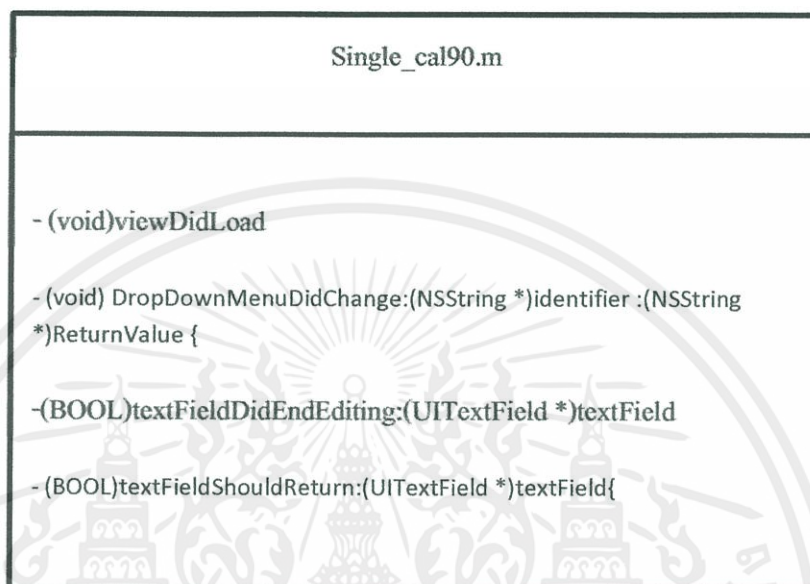 Single_cal90.m
- (void)viewDidLoad
- (void) DropDownMenuDidChange:(NSString *)identifier :(NSString
*)ReturnValue {
-(BOOL)textFieldDidEndEditing:(UITextField *)textField
- (BOOL)textFieldShouldReturn:(UITextField *)textField{